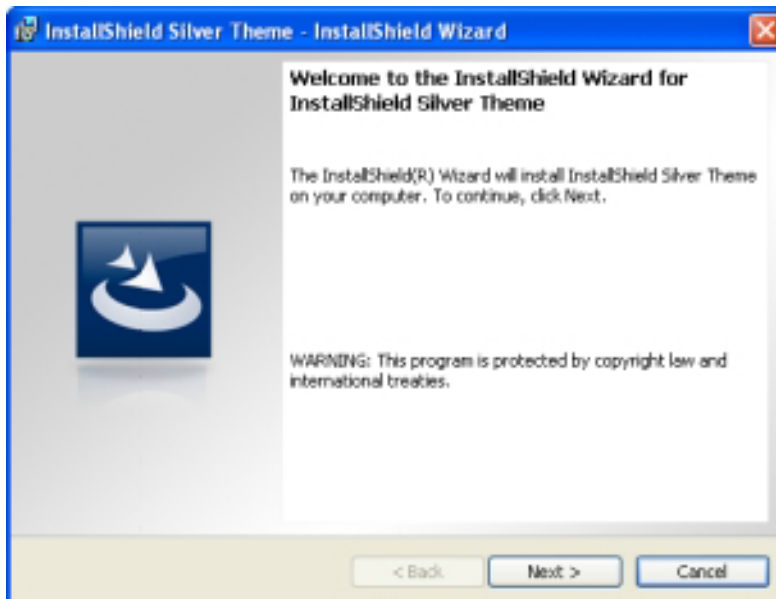 InstallShield Silver Theme - InstallShield Wizard
Welcome to the InstallShield Wizard for
InstallShield Silver Theme
The InstallShield(R) Wizard will install InstallShield Silver Theme
on your computer. To continue, click Next.
WARNING: This program is protected by copyright law and
international treaties.
< Back
Next >
Cancel